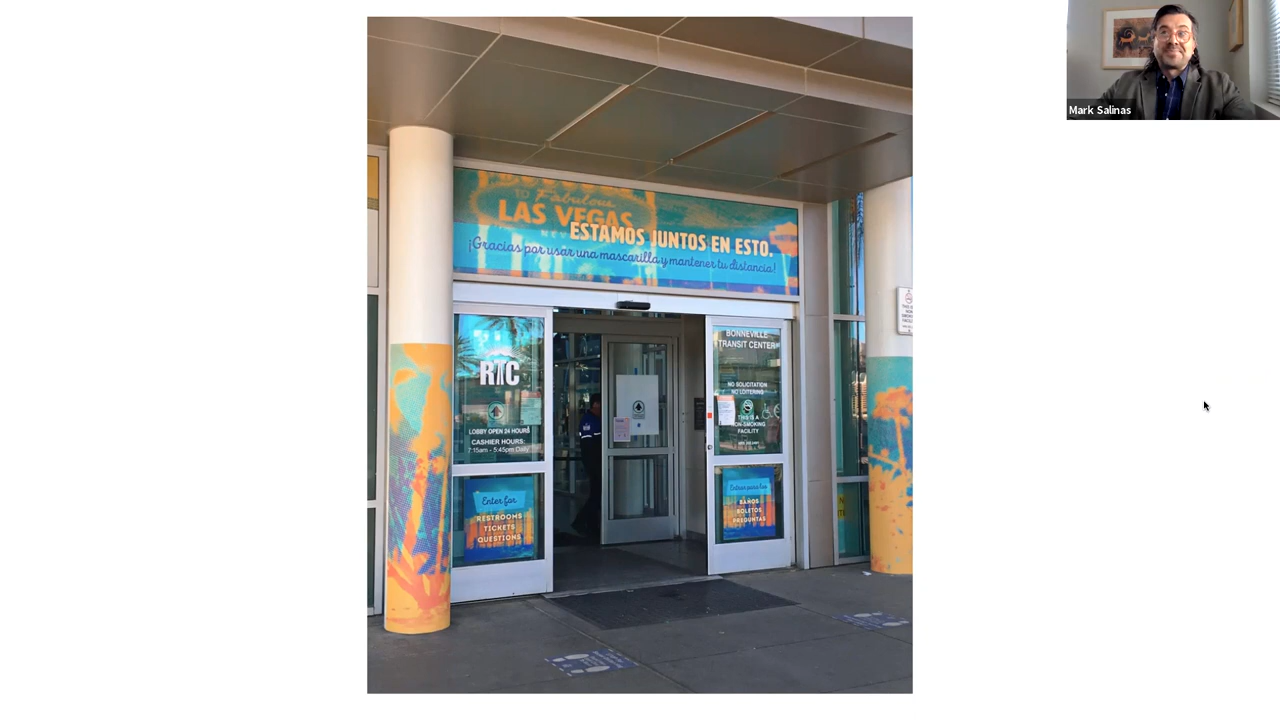 Mark Salinas
TO Fabulous
LAS VEGAS
ESTAMOS JUNTOS EN ESTO.
¡Gracias por usar una mascarilla y mantener tu distancia!
RTC
LOBBY OPEN 24 HOURS
CASHIER HOURS:
7:15am - 5:45pm Daily
Enter for
RESTROOMS
TICKETS
QUESTIONS
BONNEVILLE
TRANSIT CENTER
NO SOLICITATION
NO LOITERING
THIS IS A
NON-SMOKING
FACILITY
Entrar para los
BAÑOS
BOLETOS
PREGUNTAS